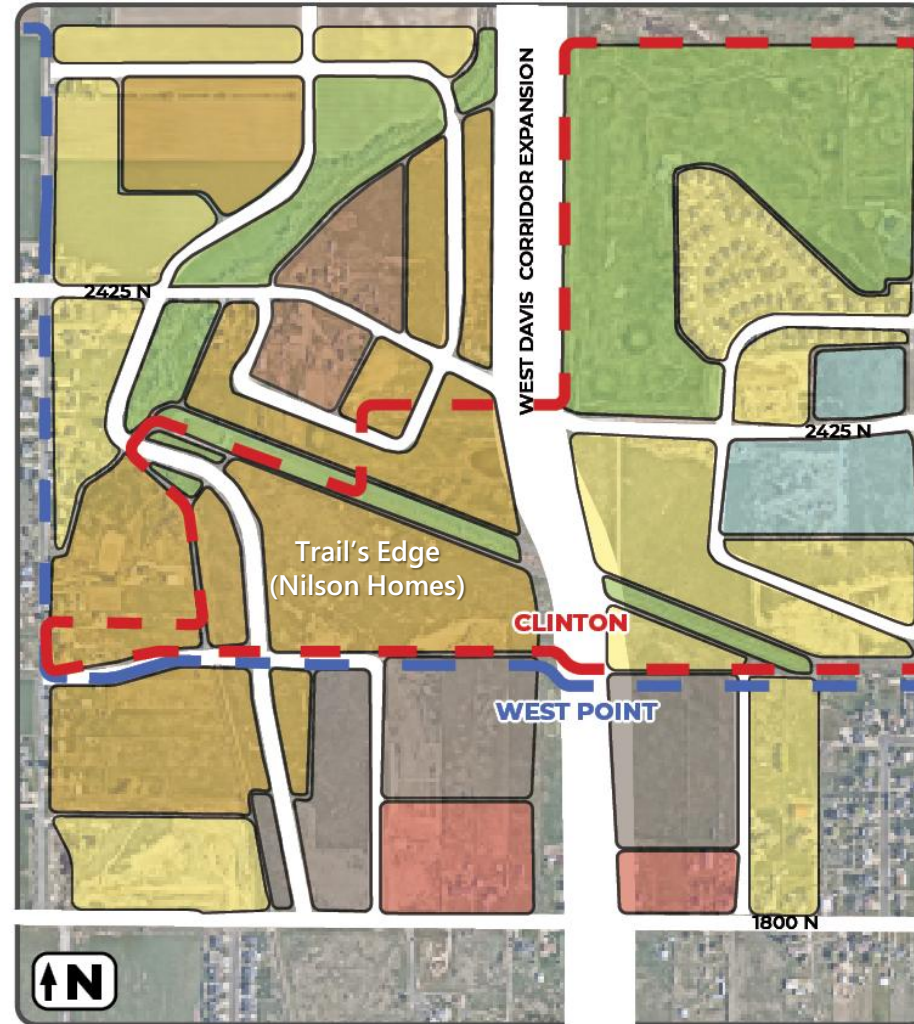 WEST DAVIS CORRIDOR EXPANSION
2425 N
2425 N
Trail's Edge
(Nilson Homes)
CLINTON
WEST POINT
1800 N
N